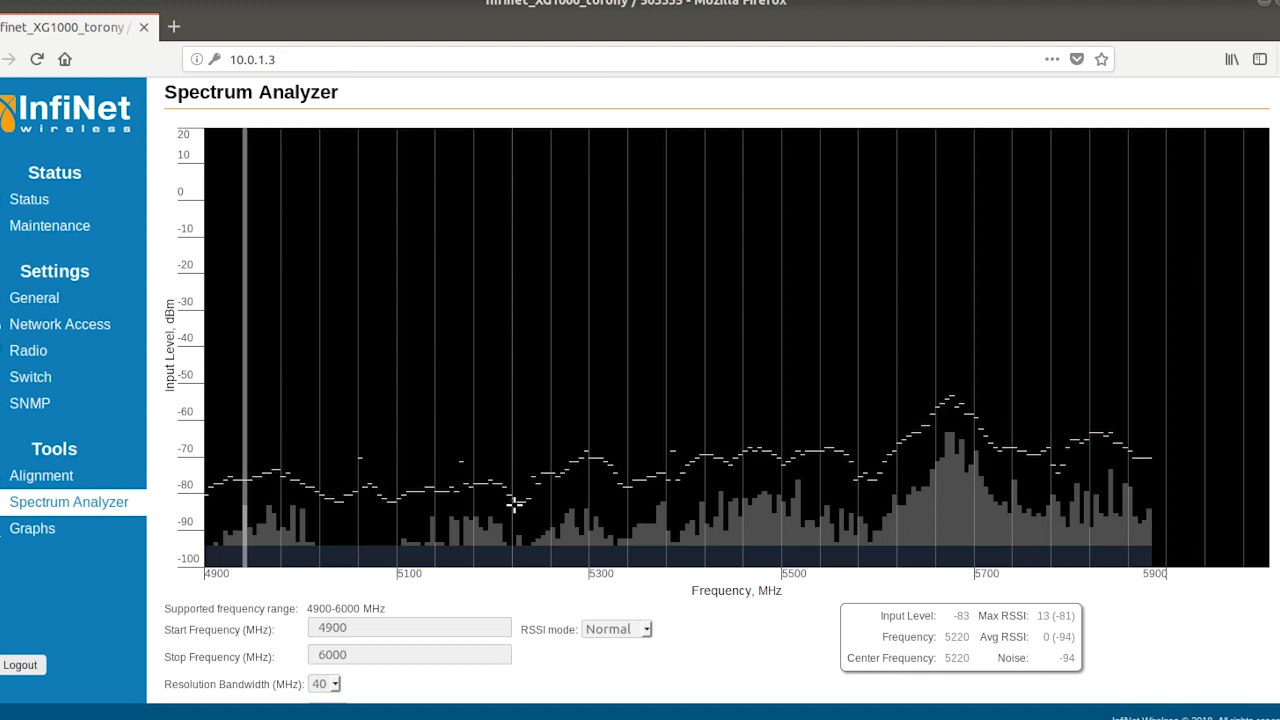 Infinet_XG1000_torony / 303333 - Mozilla Firefox
finet_XG1000_torony /
10.0.1.3
InfiNet
wireless
Status
Status
Maintenance
Settings
General
Network Access
Radio
Switch
SNMP
Tools
Alignment
Spectrum Analyzer
Graphs
Logout
Spectrum Analyzer
Input Level, dBm
20
10
0
-10
-20
-30
-40
-50
-60
-70
-80
-90
-100
4900 5100 5300 5500 5700 5900
Frequency, MHz
Supported frequency range: 4900-6000 MHz
Start Frequency (MHz): 4900 RSSI mode: Normal
Stop Frequency (MHz): 6000
Resolution Bandwidth (MHz): 40
Input Level: -83 Max RSSI: 13 (-81)
Frequency: 5220 Avg RSSI: 0 (-94)
Center Frequency: 5220 Noise: -94